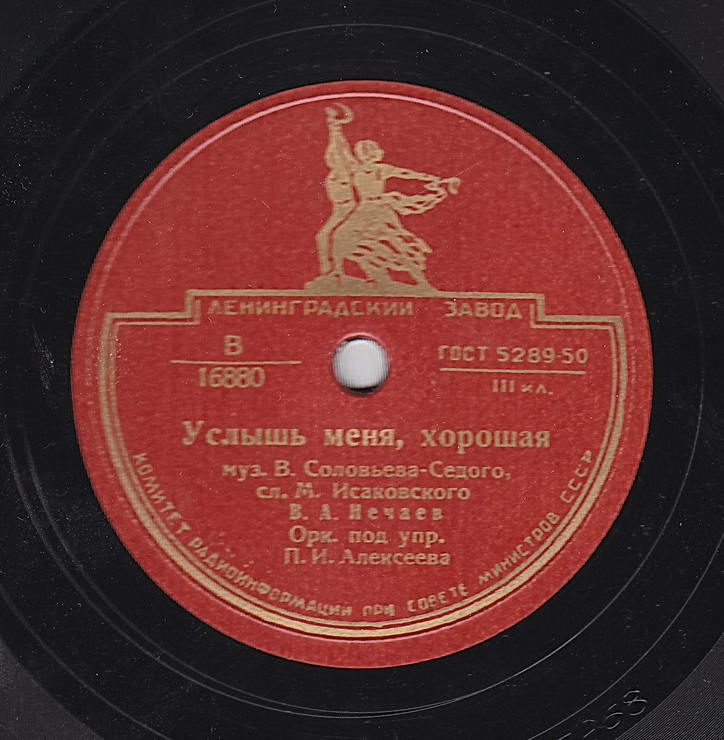 ЛЕНИНГРАДСКИЙ ЗАВОД
В
16880
ГОСТ 5289-50
III кл.
Услышь меня, хорошая
муз. В. Соловьева-Седого,
сл. М. Исаковского
В. А. Нечаев
Орк. под упр.
П. И. Алексеева
КОМИТЕТ РАДИОИНФОРМАЦИИ ПРИ СОВЕТЕ МИНИСТРОВ СССР